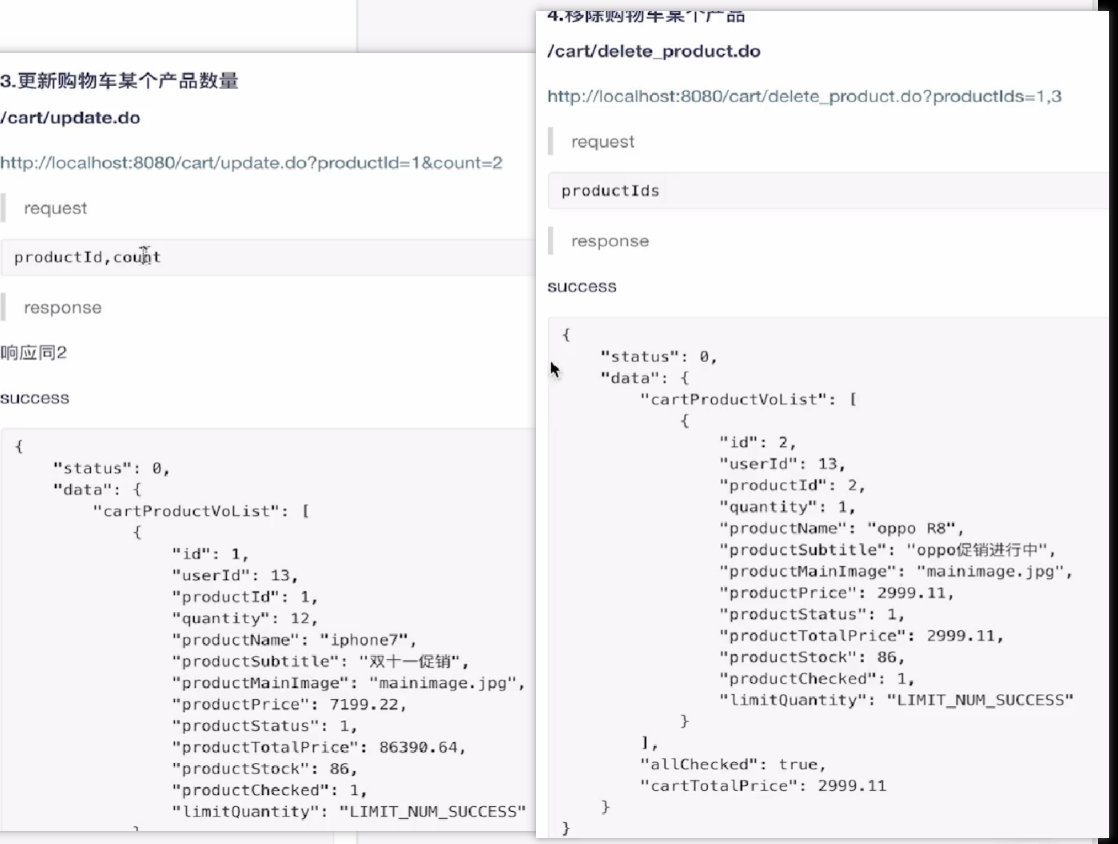 3.更新购物车某个产品数量
/cart/update.do
http://localhost:8080/cart/update.do?productId=1&count=2
request
productId,count
response
响应同2
success
{
"status": 0,
"data": {
"cartProductVoList": [
{
"id": 1,
"userId": 13,
"productId": 1,
"quantity": 12,
"productName": "iphone7",
"productSubtitle": "双十一促销",
"productMainImage": "mainimage.jpg",
"productPrice": 7199.22,
"productStatus": 1,
"productTotalPrice": 86390.64,
"productStock": 86,
"productChecked": 1,
"limitQuantity": "LIMIT_NUM_SUCCESS"
}
4.移除购物车某个产品
/cart/delete_product.do
http://localhost:8080/cart/delete_product.do?productIds=1,3
request
productIds
response
success
{
"status": 0,
"data": {
"cartProductVoList": [
{
"id": 2,
"userId": 13,
"productId": 2,
"quantity": 1,
"productName": "oppo R8",
"productSubtitle": "oppo促销进行中",
"productMainImage": "mainimage.jpg",
"productPrice": 2999.11,
"productStatus": 1,
"productTotalPrice": 2999.11,
"productStock": 86,
"productChecked": 1,
"limitQuantity": "LIMIT_NUM_SUCCESS"
}
],
"allChecked": true,
"cartTotalPrice": 2999.11
}
}